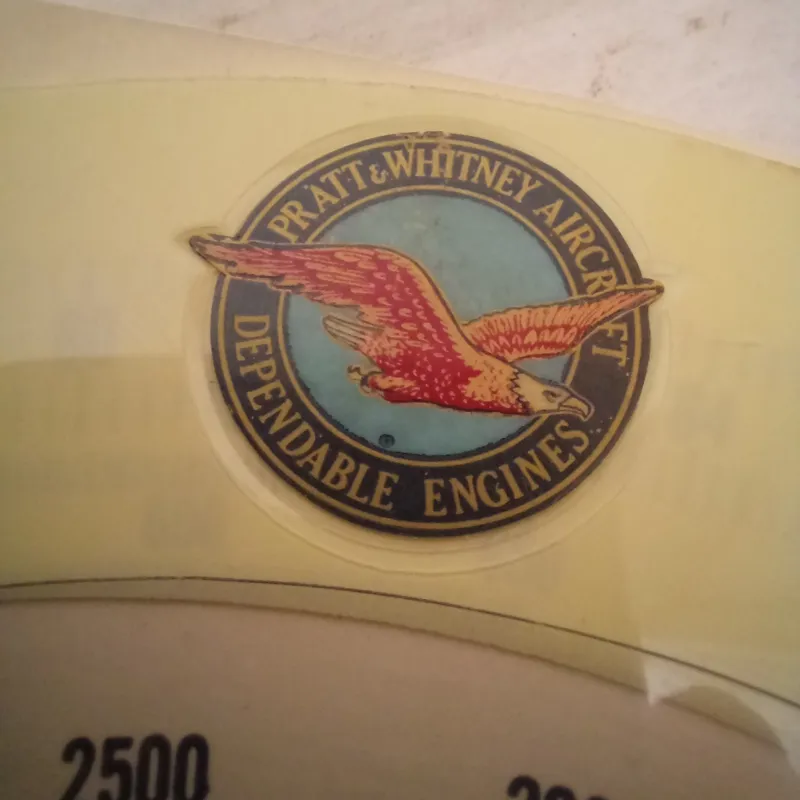 PRATT & WHITNEY AIRCRAFT
DEPENDABLE ENGINES
®
2500